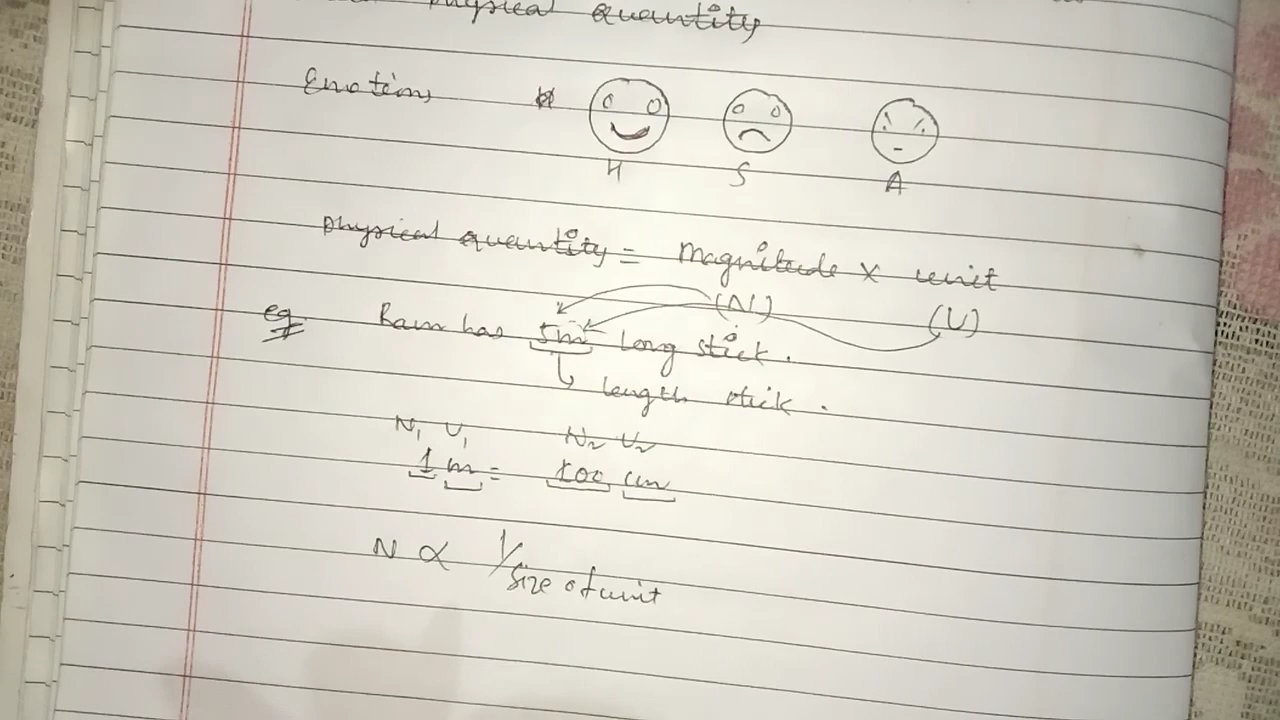 physical quantity
Emotions
H S A
physical quantity = Magnitude × unit
(N) (U)
eg Ram has 5m long stick.
length stick.
N₁ U₁ N₂ U₂
1 m = 100 cm
N ∝ 1/size of unit